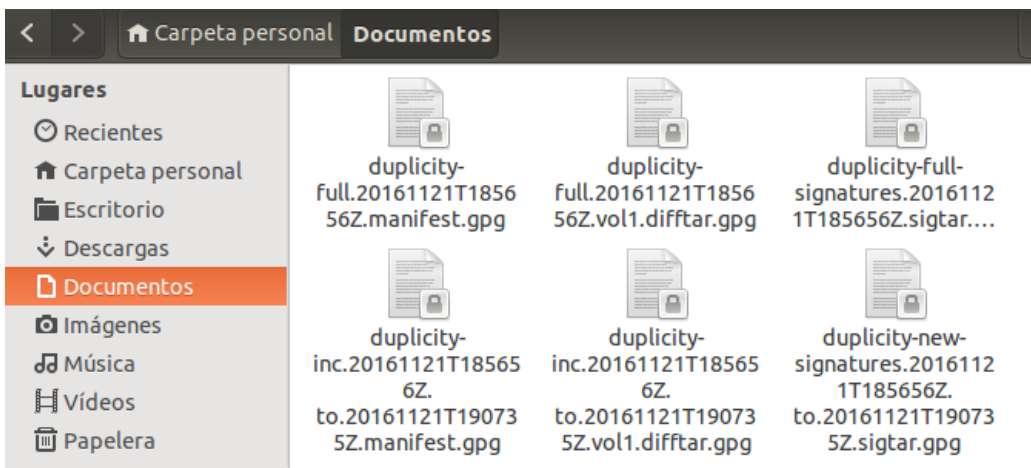 Carpeta personal Documentos
Lugares
Recientes
Carpeta personal
Escritorio
Descargas
Documentos
Imágenes
Música
Vídeos
Papelera
duplicity-
full.20161121T1856
56Z.manifest.gpg
duplicity-
full.20161121T1856
56Z.vol1.difftar.gpg
duplicity-full-
signatures.2016112
1T185656Z.sigtar.…
duplicity-
inc.20161121T18565
6Z.
to.20161121T19073
5Z.manifest.gpg
duplicity-
inc.20161121T18565
6Z.
to.20161121T19073
5Z.vol1.difftar.gpg
duplicity-new-
signatures.2016112
1T185656Z.
to.20161121T19073
5Z.sigtar.gpg